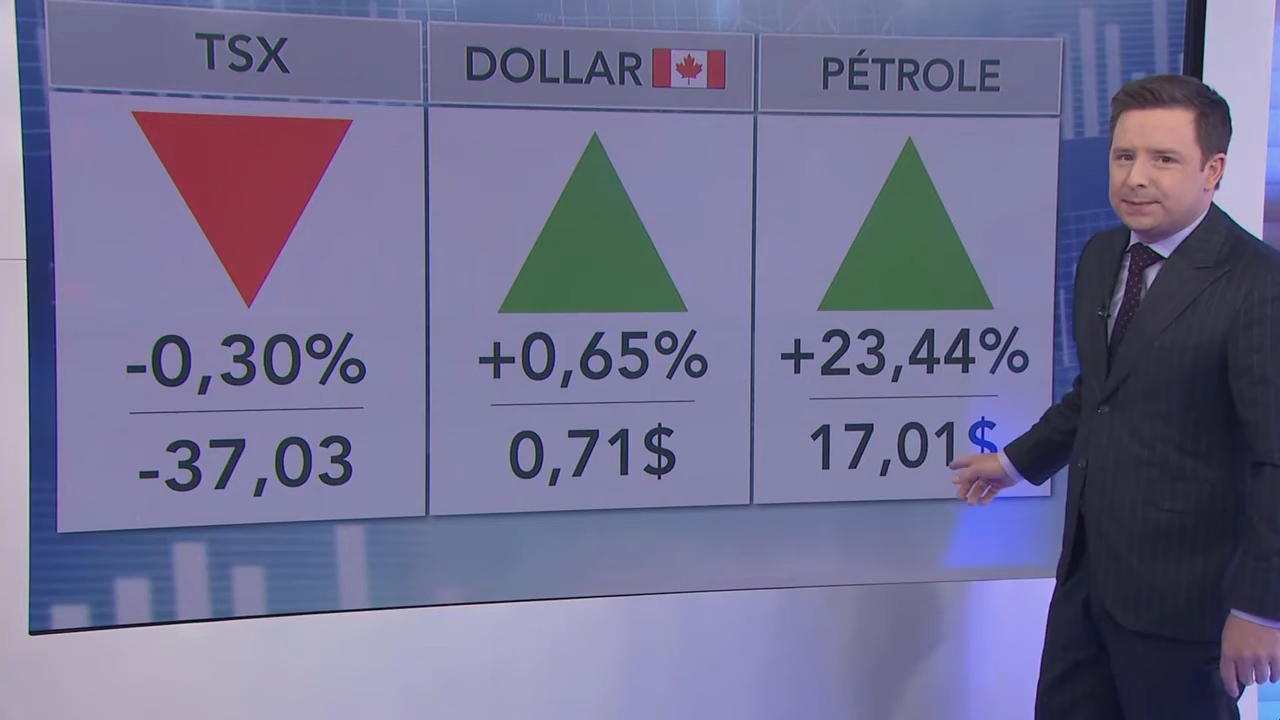 TSX
-0,30%
-37,03
DOLLAR
+0,65%
0,71$
PÉTROLE
+23,44%
17,01$